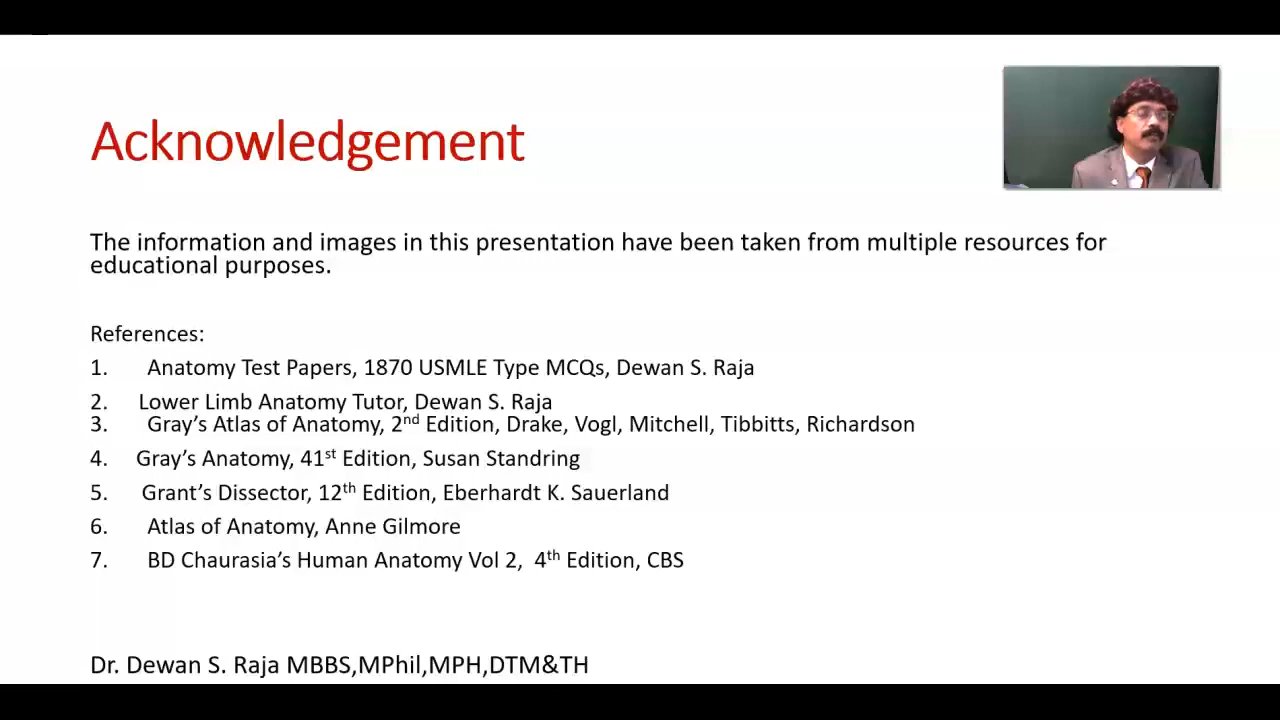 Acknowledgement
The information and images in this presentation have been taken from multiple resources for
educational purposes.
References:
1. Anatomy Test Papers, 1870 USMLE Type MCQs, Dewan S. Raja
2. Lower Limb Anatomy Tutor, Dewan S. Raja
3. Gray’s Atlas of Anatomy, 2nd Edition, Drake, Vogl, Mitchell, Tibbitts, Richardson
4. Gray’s Anatomy, 41st Edition, Susan Standring
5. Grant’s Dissector, 12th Edition, Eberhardt K. Sauerland
6. Atlas of Anatomy, Anne Gilmore
7. BD Chaurasia’s Human Anatomy Vol 2, 4th Edition, CBS
Dr. Dewan S. Raja MBBS,MPhil,MPH,DTM&TH